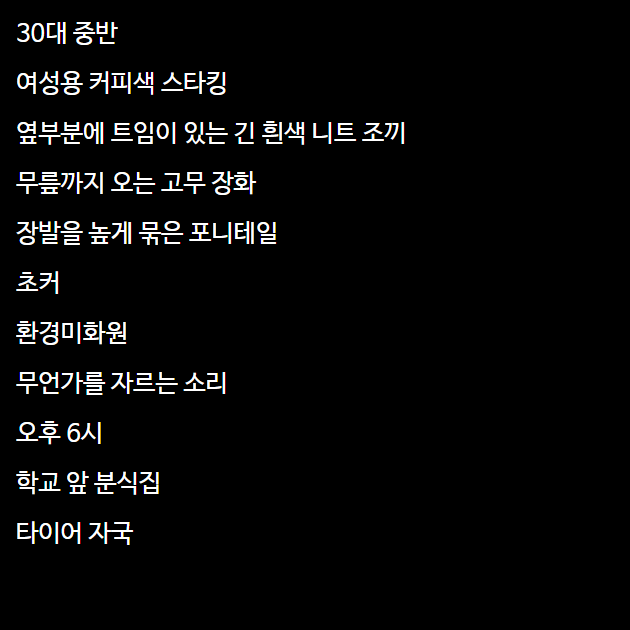 30대 중반
여성용 커피색 스타킹
옆부분에 트임이 있는 긴 흰색 니트 조끼
무릎까지 오는 고무 장화
장발을 높게 묶은 포니테일
초커
환경미화원
무언가를 자르는 소리
오후 6시
학교 앞 분식집
타이어 자국